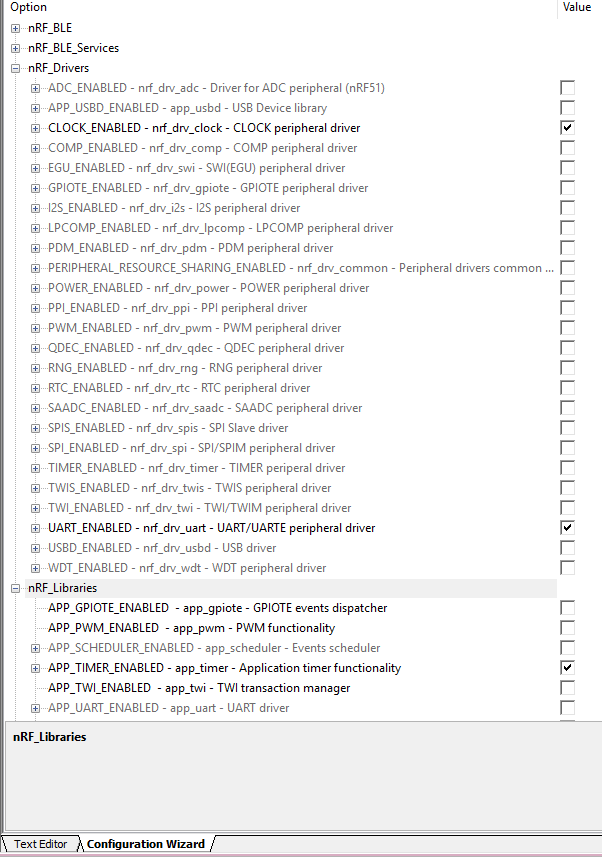 Option Value
nRF_BLE
nRF_BLE_Services
nRF_Drivers
ADC_ENABLED - nrf_drv_adc - Driver for ADC peripheral (nRF51)
APP_USBD_ENABLED - app_usbd - USB Device library
CLOCK_ENABLED - nrf_drv_clock - CLOCK peripheral driver
COMP_ENABLED - nrf_drv_comp - COMP peripheral driver
EGU_ENABLED - nrf_drv_swi - SWI(EGU) peripheral driver
GPIOTE_ENABLED - nrf_drv_gpiote - GPIOTE peripheral driver
I2S_ENABLED - nrf_drv_i2s - I2S peripheral driver
LPCOMP_ENABLED - nrf_drv_lpcomp - LPCOMP peripheral driver
PDM_ENABLED - nrf_drv_pdm - PDM peripheral driver
PERIPHERAL_RESOURCE_SHARING_ENABLED - nrf_drv_common - Peripheral drivers common ...
POWER_ENABLED - nrf_drv_power - POWER peripheral driver
PPI_ENABLED - nrf_drv_ppi - PPI peripheral driver
PWM_ENABLED - nrf_drv_pwm - PWM peripheral driver
QDEC_ENABLED - nrf_drv_qdec - QDEC peripheral driver
RNG_ENABLED - nrf_drv_rng - RNG peripheral driver
RTC_ENABLED - nrf_drv_rtc - RTC peripheral driver
SAADC_ENABLED - nrf_drv_saadc - SAADC peripheral driver
SPIS_ENABLED - nrf_drv_spis - SPI Slave driver
SPI_ENABLED - nrf_drv_spi - SPI/SPIM peripheral driver
TIMER_ENABLED - nrf_drv_timer - TIMER periperal driver
TWIS_ENABLED - nrf_drv_twis - TWIS peripheral driver
TWI_ENABLED - nrf_drv_twi - TWI/TWIM peripheral driver
UART_ENABLED - nrf_drv_uart - UART/UARTE peripheral driver
USBD_ENABLED - nrf_drv_usbd - USB driver
WDT_ENABLED - nrf_drv_wdt - WDT peripheral driver
nRF_Libraries
APP_GPIOTE_ENABLED - app_gpiote - GPIOTE events dispatcher
APP_PWM_ENABLED - app_pwm - PWM functionality
APP_SCHEDULER_ENABLED - app_scheduler - Events scheduler
APP_TIMER_ENABLED - app_timer - Application timer functionality
APP_TWI_ENABLED - app_twi - TWI transaction manager
APP_UART_ENABLED - app_uart - UART driver
nRF_Libraries
Text Editor Configuration Wizard